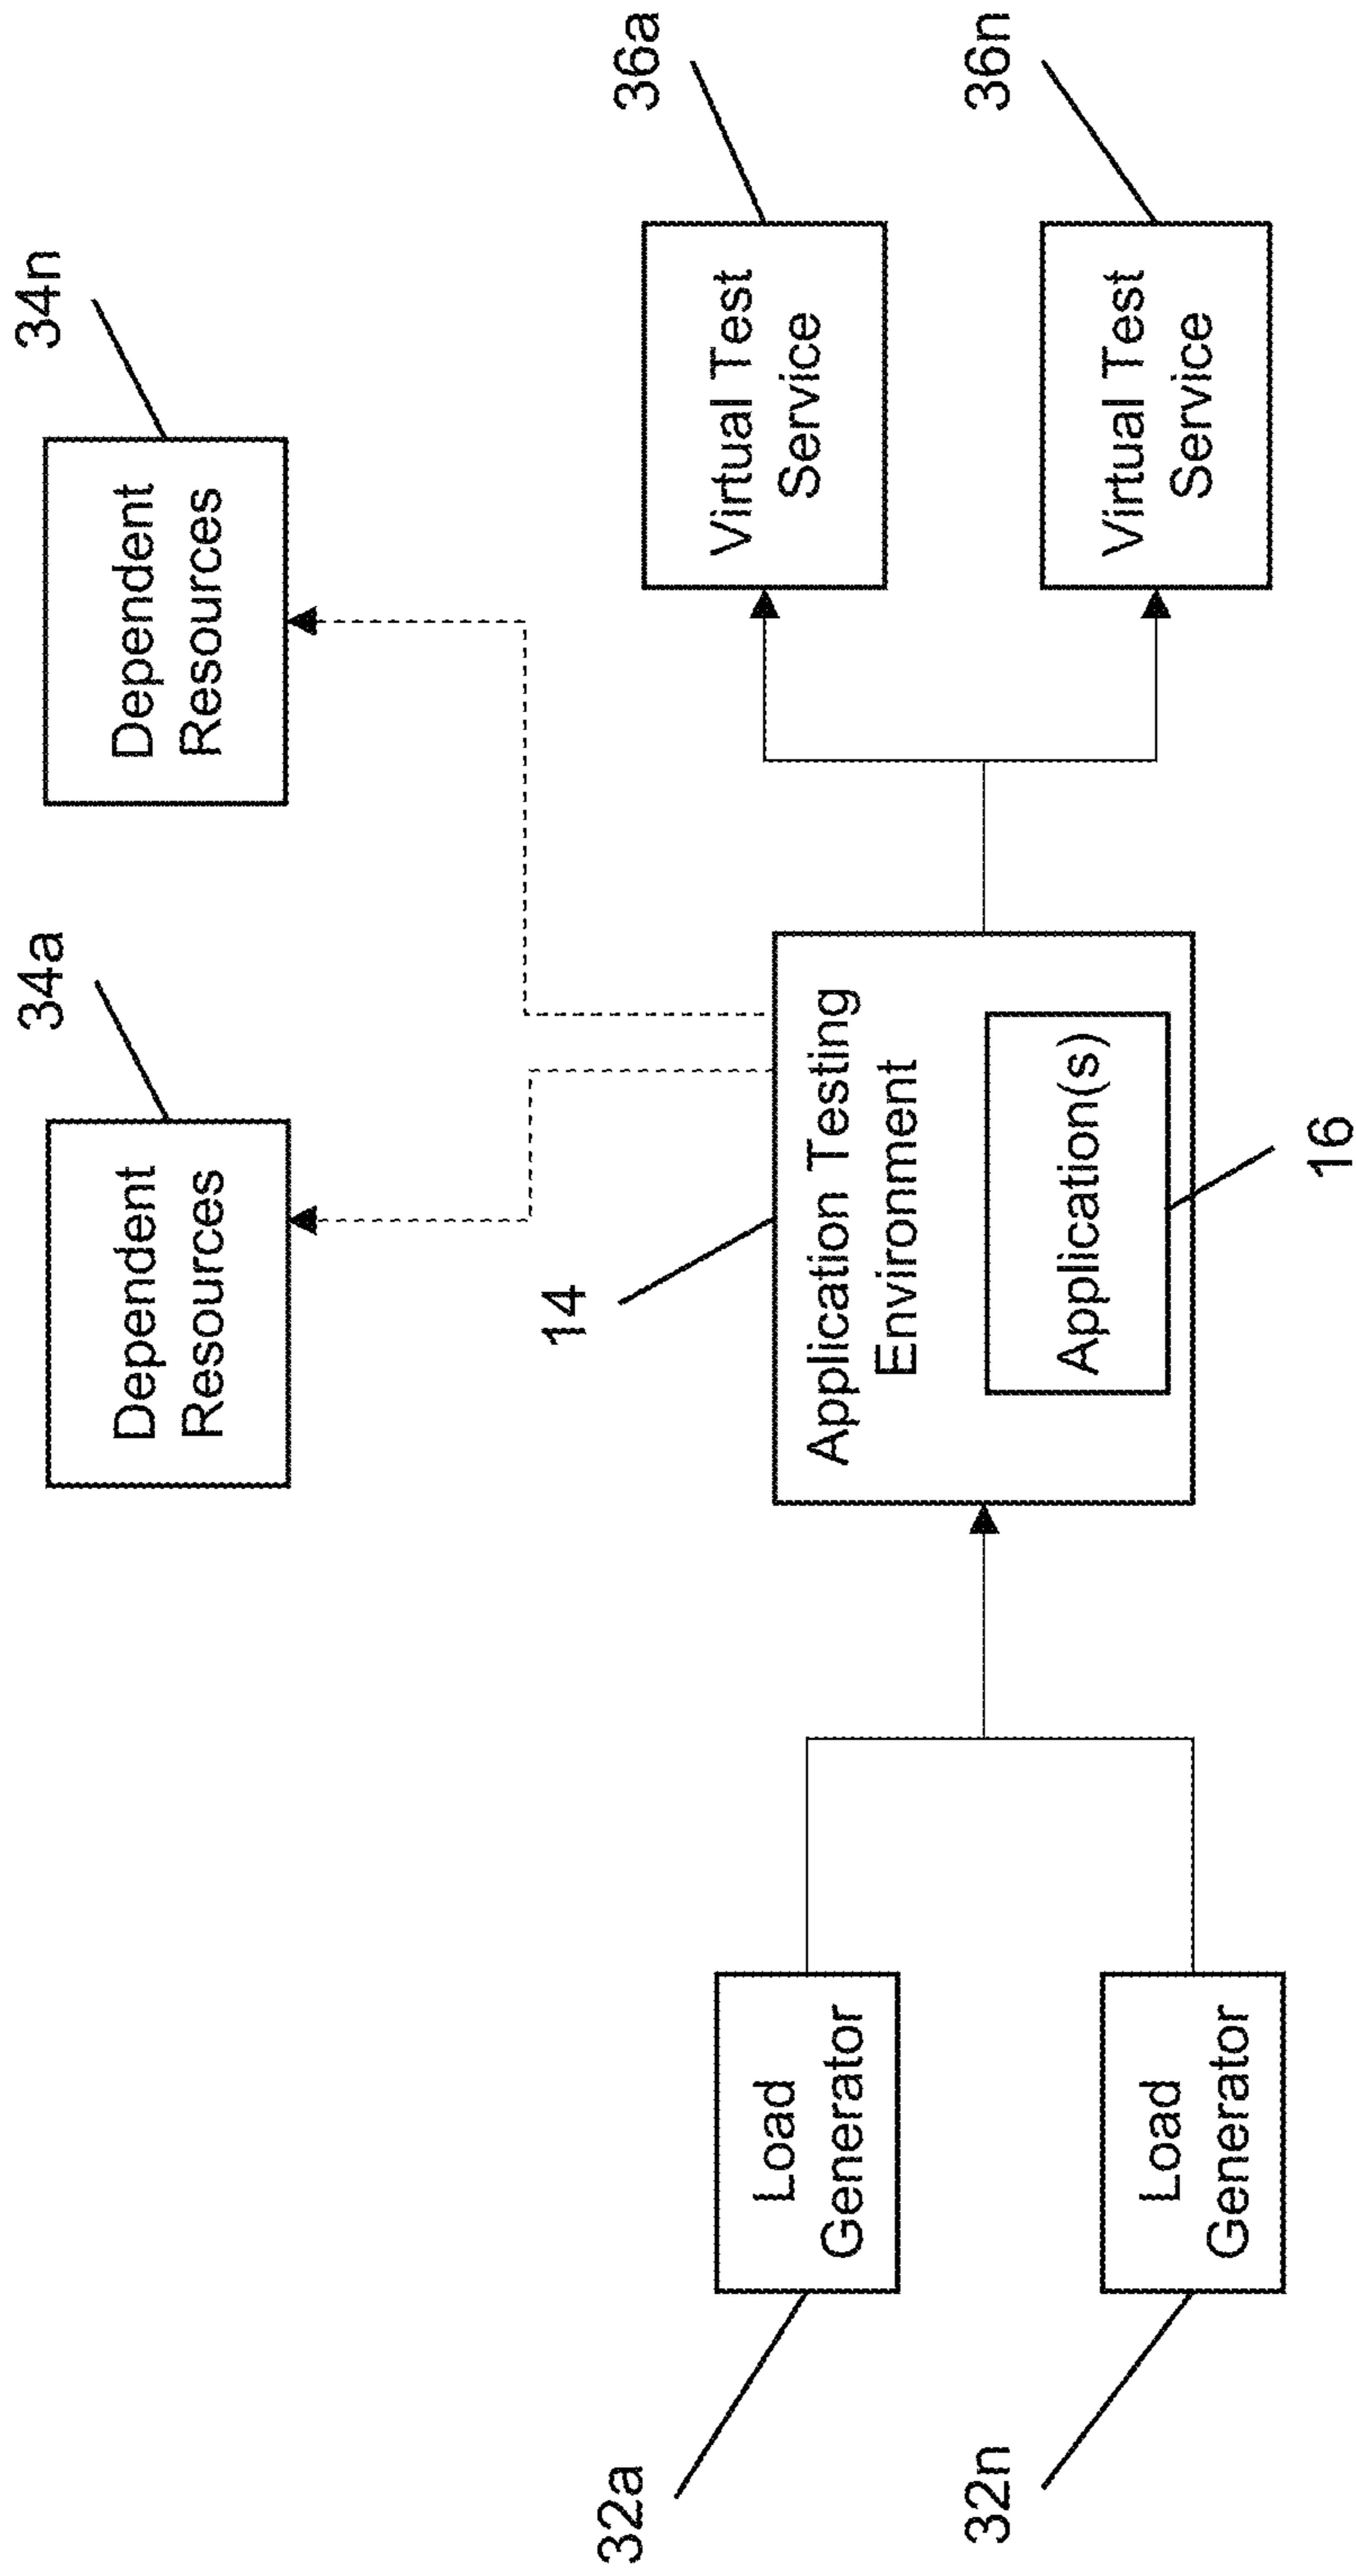 34a
34n
Dependent
Resources
Dependent
Resources
14
36a
32a
Load
Generator
Application Testing
Environment
Virtual Test
Service
Application(s)
36n
32n
Load
Generator
Virtual Test
Service
16